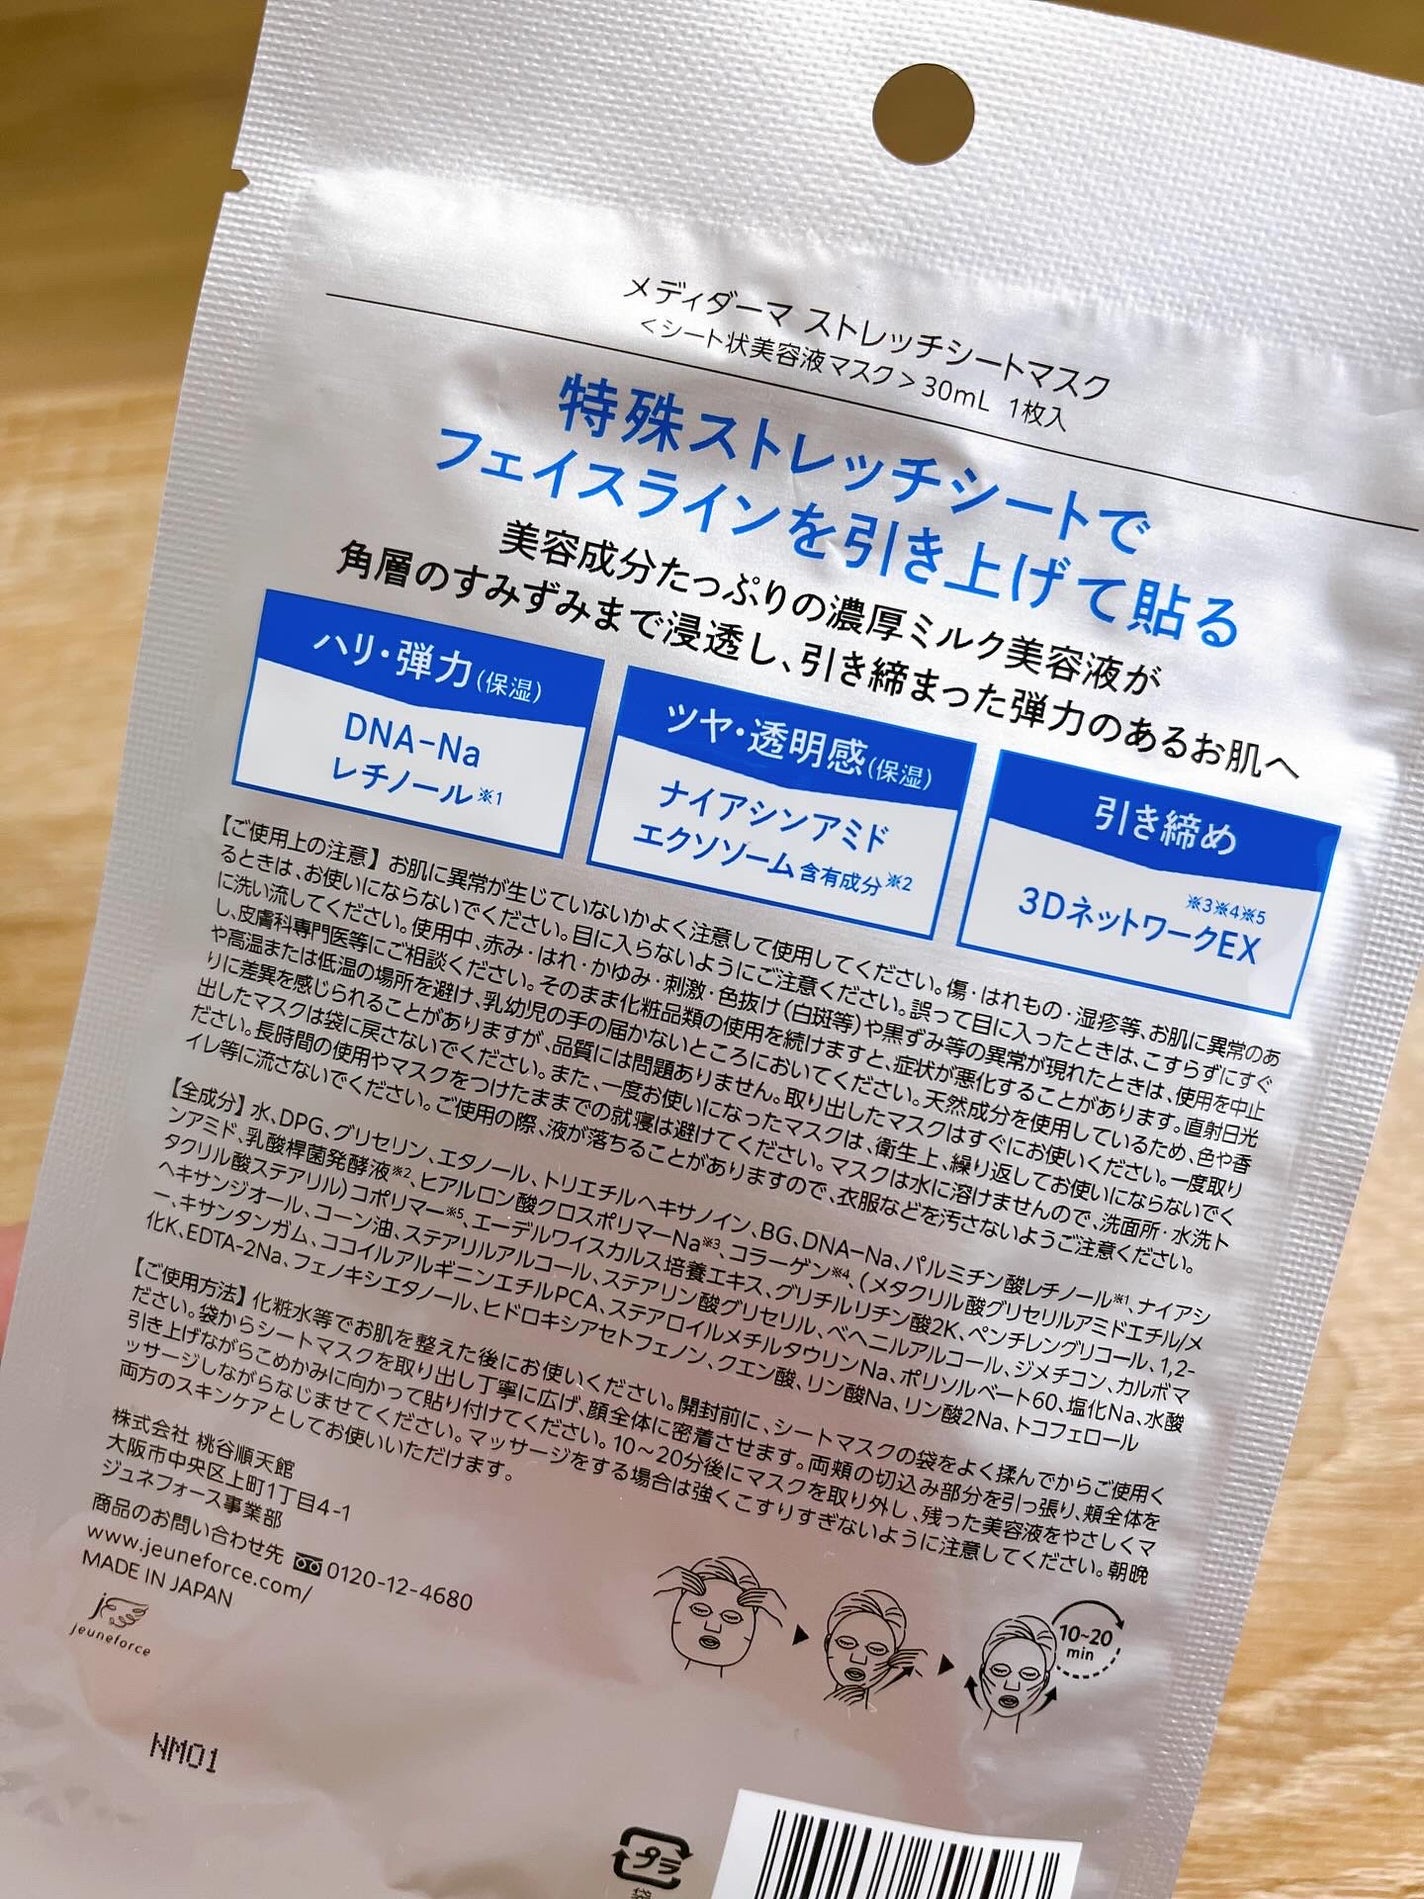 メディダーマ ストレッチシートマスク
<シート状美容液マスク> 30mL 1枚入
特殊ストレッチシートで
フェイスラインを引き上げて貼る
美容成分たっぷりの濃厚ミルク美容液が
角層のすみずみまで浸透し、引き締まった弾力のあるお肌へ
ハリ・弾力(保湿)
DNA-Na
レチノール※1
ツヤ・透明感(保湿)
ナイアシンアミド
エクソソーム含有成分※2
引き締め
※3※4※5
3DネットワークEX
【ご使用上の注意】お肌に異常が生じていないかよく注意して使用してください。傷・はれもの・湿疹等、お肌に異常のあ
るときは、お使いにならないでください。目に入らないようにご注意ください。誤って目に入ったときは、こすらずにすぐ
に洗い流してください。使用中、赤み・はれ・かゆみ・刺激・色抜け(白斑等)や黒ずみ等の異常が現れたときは、使用を中止
し、皮膚科専門医等にご相談ください。そのまま化粧品類の使用を続けますと、症状が悪化することがあります。直射日光
や高温または低温の場所を避け、乳幼児の手の届かないところにおいてください。天然成分を使用しているため、色や香
りに差異を感じられることがありますが、品質には問題ありません。取り出したマスクはすぐにお使いください。一度取り
出したマスクは袋に戻さないでください。また、一度お使いになったマスクは、衛生上、繰り返してお使いにならないでく
ださい。長時間の使用やマスクをつけたままでの就寝は避けてください。マスクは水に溶けませんので、洗面所・水洗ト
イレ等に流さないでください。ご使用の際、液が落ちることがありますので、衣服などを汚さないようご注意ください。
【全成分】水、DPG、グリセリン、エタノール、トリエチルヘキサノイン、BG、DNA-Na、パルミチン酸レチノール※1、ナイアシ
ンアミド、乳酸桿菌発酵液※2、ヒアルロン酸クロスポリマーNa※3、コラーゲン※4、(メタクリル酸グリセリルアミドエチル/メ
タクリル酸ステアリル)コポリマー※5、エーデルワイスカルス培養エキス、グリチルリチン酸2K、ペンチレングリコール、1,2-
ヘキサンジオール、コーン油、ステアリルアルコール、ステアリン酸グリセリル、ベヘニルアルコール、ジメチコン、カルボマ
ー、キサンタンガム、ココイルアルギニンエチルPCA、ステアロイルメチルタウリンNa、ポリソルベート60、塩化Na、水酸
化K、EDTA-2Na、フェノキシエタノール、ヒドロキシアセトフェノン、クエン酸、リン酸Na、リン酸2Na、トコフェロール
【ご使用方法】化粧水等でお肌を整えた後にお使いください。開封前に、シートマスクの袋をよく揉んでからご使用く
ださい。袋からシートマスクを取り出し丁寧に広げ、顔全体に密着させます。両頬の切込み部分を引っ張り、頬全体を
引き上げながらこめかみに向かって貼り付けてください。10～20分後にマスクを取り外し、残った美容液をやさしくマ
ッサージしながらなじませてください。マッサージをする場合は強くこすりすぎないように注意してください。朝晩
両方のスキンケアとしてお使いいただけます。
株式会社 桃谷順天館
大阪市中央区上町1丁目4-1
ジュネフォース事業部
商品のお問い合わせ先 0120-12-4680
www.jeuneforce.com/
MADE IN JAPAN
jeuneforce
10~20
min
NM01
プラ
袋